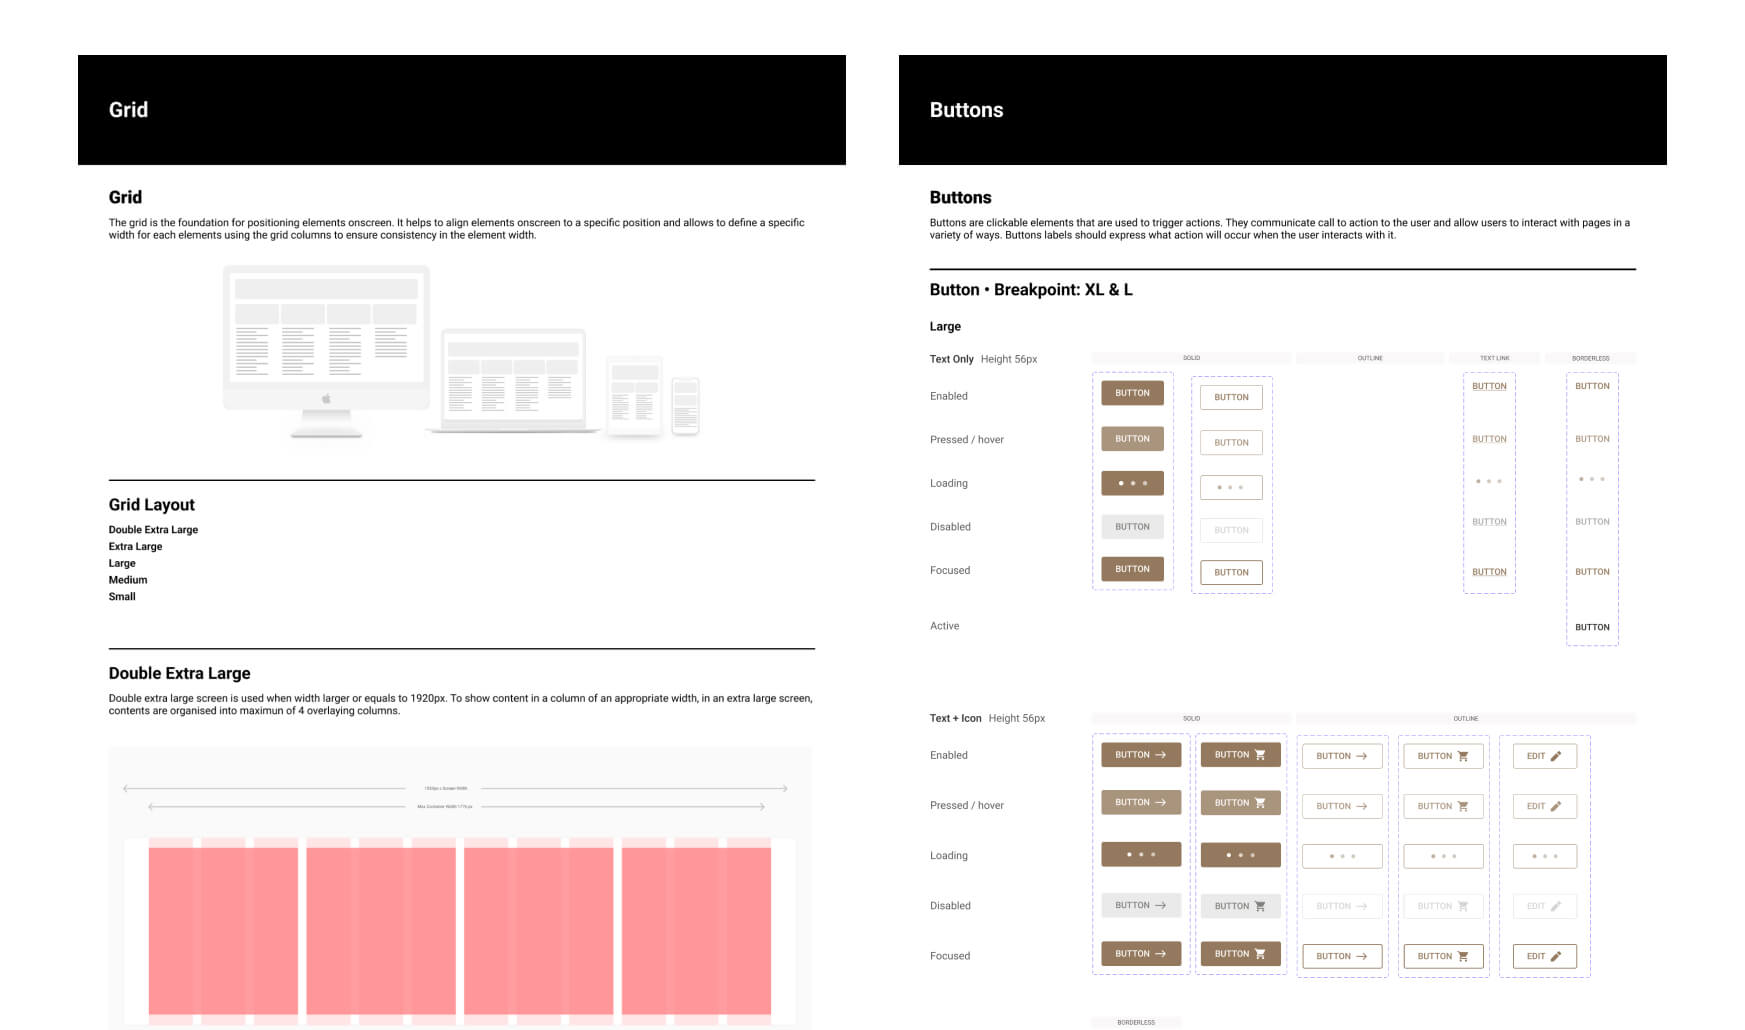 Grid
Grid
The grid is the foundation for positioning elements onscreen. It helps to align elements onscreen to a specific position and allows to define a specific
width for each elements using the grid columns to ensure consistency in the element width.
Grid Layout
Double Extra Large
Extra Large
Large
Medium
Small
Double Extra Large
Double extra large screen is used when width larger or equals to 1920px. To show content in a column of an appropriate width, in an extra large screen,
contents are organised into maximun of 4 overlaying columns.
Max Container Width 1776 px
Buttons
Buttons
Buttons are clickable elements that are used to trigger actions. They communicate call to action to the user and allow users to interact with pages in a
variety of ways. Buttons labels should express what action will occur when the user interacts with it.
Button • Breakpoint: XL & L
Large
Text Only Height 56px SOLID OUTLINE TEXT LINK BORDERLESS
Enabled BUTTON BUTTON BUTTON BUTTON
Pressed / hover BUTTON BUTTON BUTTON BUTTON
Loading
Disabled BUTTON BUTTON BUTTON BUTTON
Focused BUTTON BUTTON BUTTON BUTTON
Active BUTTON
Text + Icon Height 56px SOLID OUTLINE
Enabled BUTTON BUTTON BUTTON BUTTON EDIT
Pressed / hover BUTTON BUTTON BUTTON BUTTON EDIT
Loading
Disabled BUTTON BUTTON BUTTON BUTTON EDIT
Focused BUTTON BUTTON BUTTON BUTTON EDIT
BORDERLESS